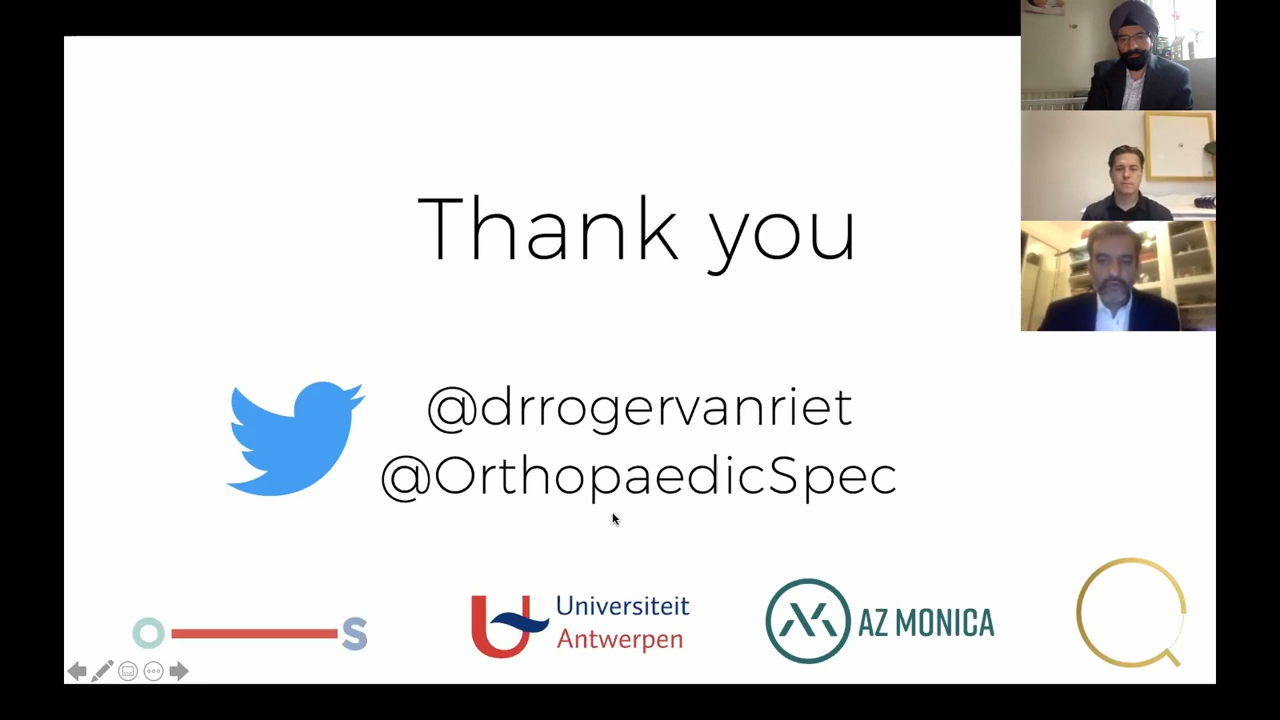 Thank you
@drrogervanriet
@OrthopaedicSpec
O S
Universiteit
Antwerpen
AZ MONICA